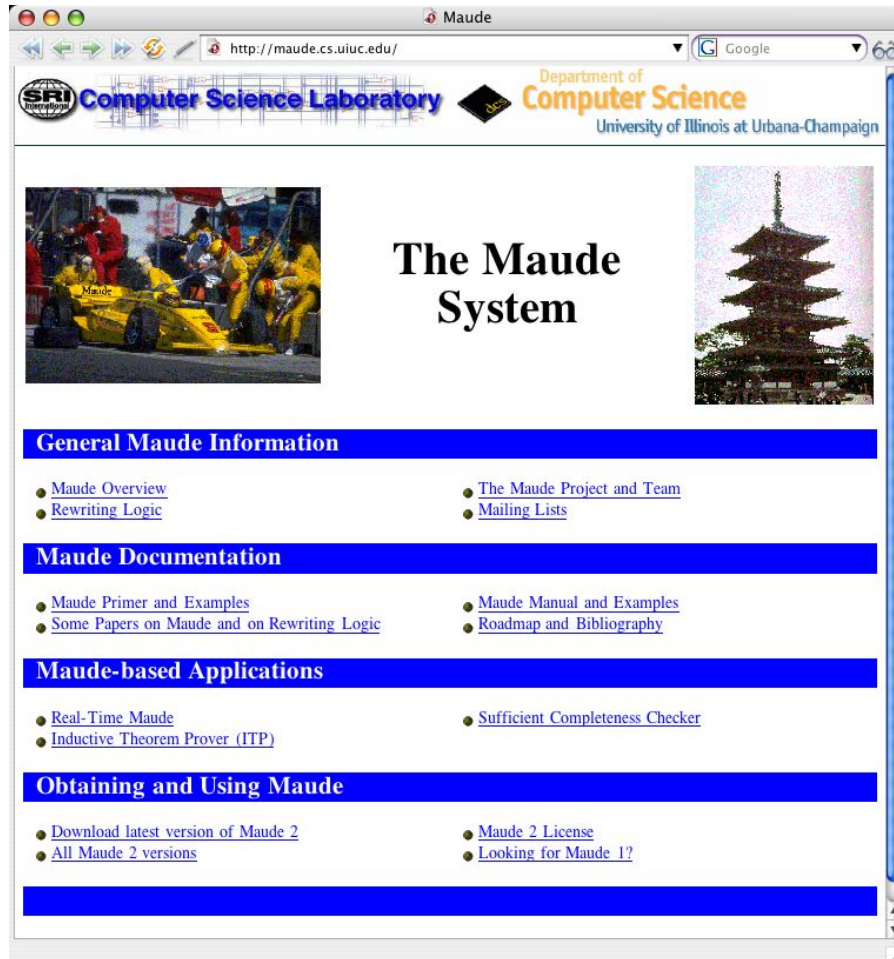 Maude
http://maude.cs.uiuc.edu/
G Google
SRI International
Computer Science Laboratory
dcs
Department of
Computer Science
University of Illinois at Urbana-Champaign
Maude
The Maude
System
General Maude Information
Maude Overview
The Maude Project and Team
Rewriting Logic
Mailing Lists
Maude Documentation
Maude Primer and Examples
Maude Manual and Examples
Some Papers on Maude and on Rewriting Logic
Roadmap and Bibliography
Maude-based Applications
Real-Time Maude
Sufficient Completeness Checker
Inductive Theorem Prover (ITP)
Obtaining and Using Maude
Download latest version of Maude 2
Maude 2 License
All Maude 2 versions
Looking for Maude 1?